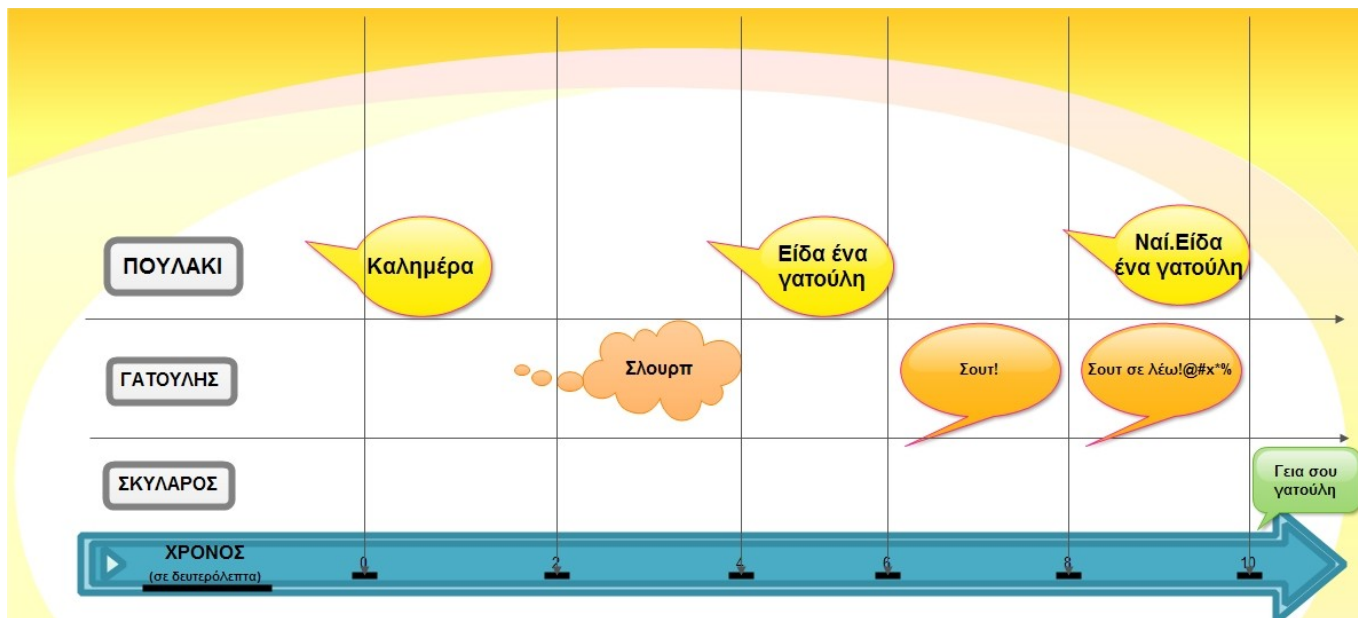 ΠΟΥΛΑΚΙ
Καλημέρα
Είδα ένα
γατούλη
Ναί.Είδα
ένα γατούλη
ΓΑΤΟΥΛΗΣ
Σλουρπ
Σουτ!
Σουτ σε λέω!@#x*%
ΣΚΥΛΑΡΟΣ
Γεια σου
γατούλη
ΧΡΟΝΟΣ
(σε δευτερόλεπτα)
0 2 4 6 8 10